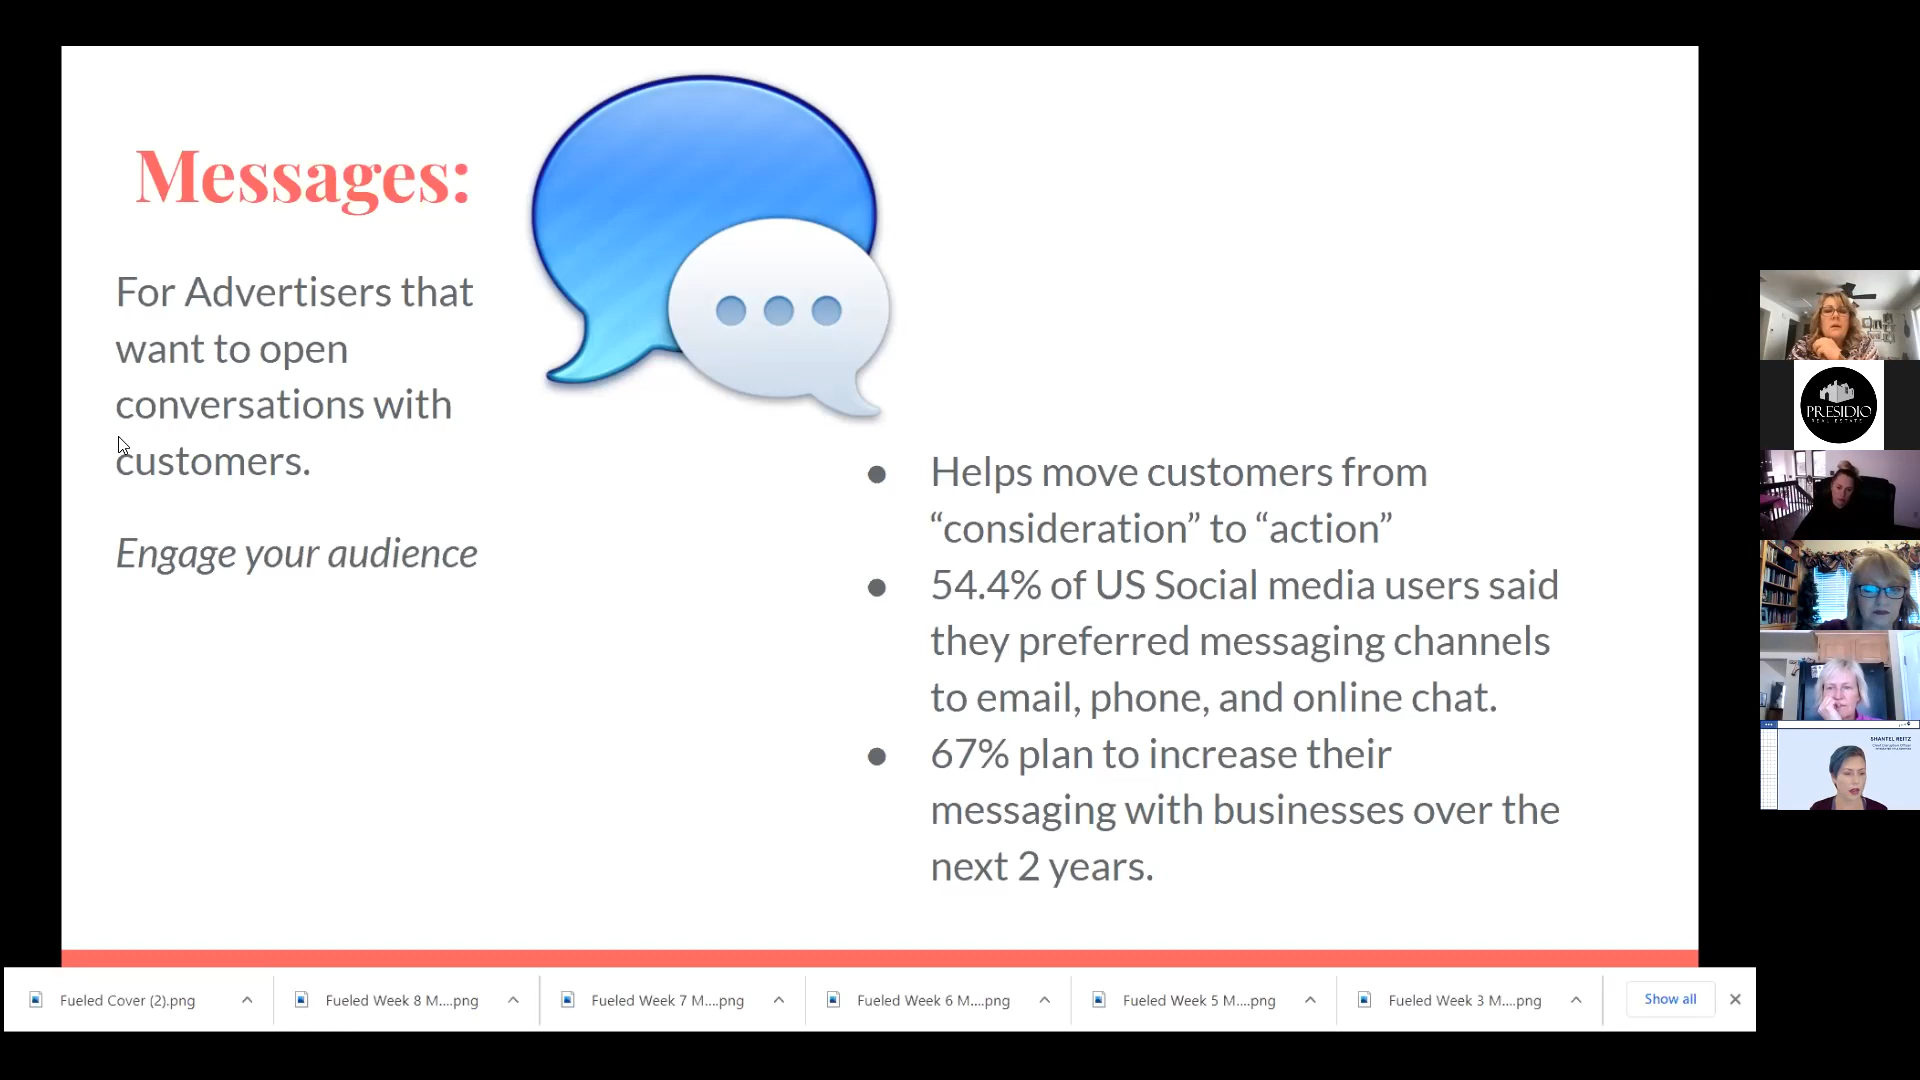 Messages:
For Advertisers that
want to open
conversations with
customers.
Engage your audience
● Helps move customers from
“consideration” to “action”
● 54.4% of US Social media users said
they preferred messaging channels
to email, phone, and online chat.
● 67% plan to increase their
messaging with businesses over the
next 2 years.
PRESIDIO
REAL ESTATE
SHANTEL REITZ
Fueled Cover (2).png
Fueled Week 8 M....png
Fueled Week 7 M....png
Fueled Week 6 M....png
Fueled Week 5 M....png
Fueled Week 3 M....png
Show all